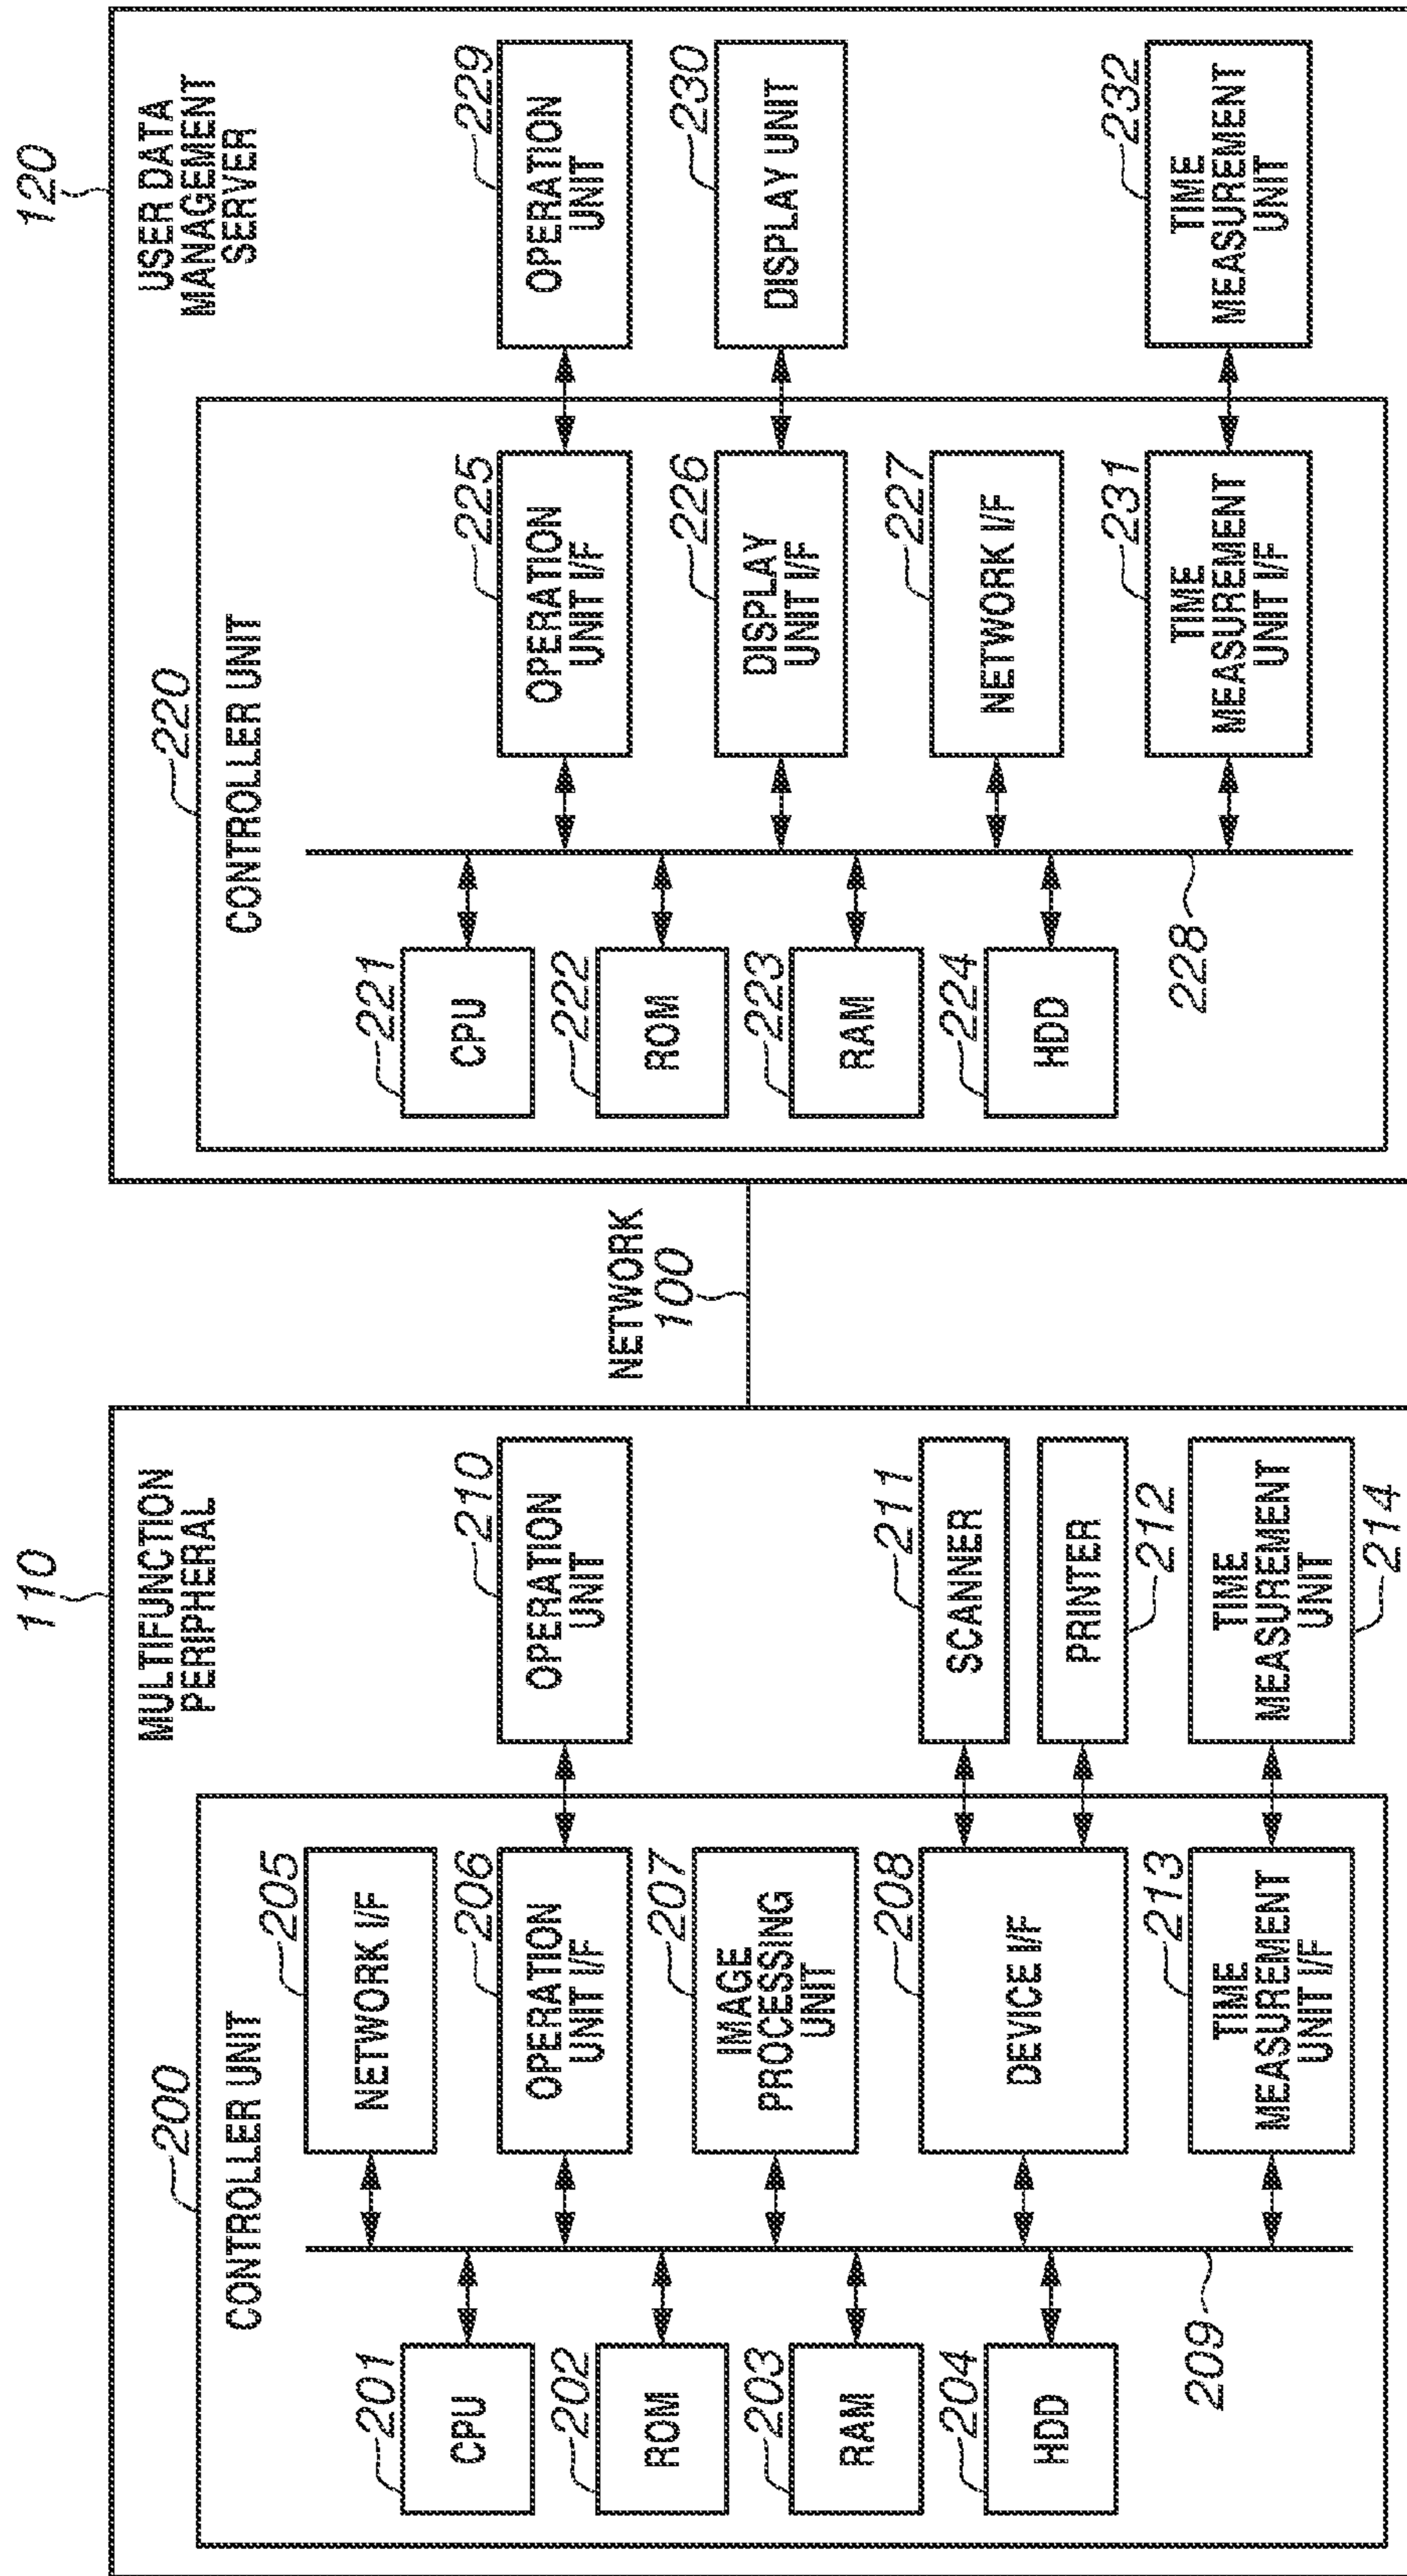 110
MULTIFUNCTION
PERIPHERAL
200
CONTROLLER UNIT
201
CPU
202
ROM
203
RAM
204
HDD
205
NETWORK I/F
206
OPERATION
UNIT I/F
207
IMAGE
PROCESSING
UNIT
208
DEVICE I/F
213
TIME
MEASUREMENT
UNIT I/F
209
210
OPERATION
UNIT
211
SCANNER
PRINTER
212
TIME
MEASUREMENT
UNIT
214
NETWORK
100
120
USER DATA
MANAGEMENT
SERVER
220
CONTROLLER UNIT
221
CPU
222
ROM
223
RAM
224
HDD
225
OPERATION
UNIT I/F
226
DISPLAY
UNIT I/F
227
NETWORK I/F
231
TIME
MEASUREMENT
UNIT I/F
228
229
OPERATION
UNIT
230
DISPLAY UNIT
232
TIME
MEASUREMENT
UNIT